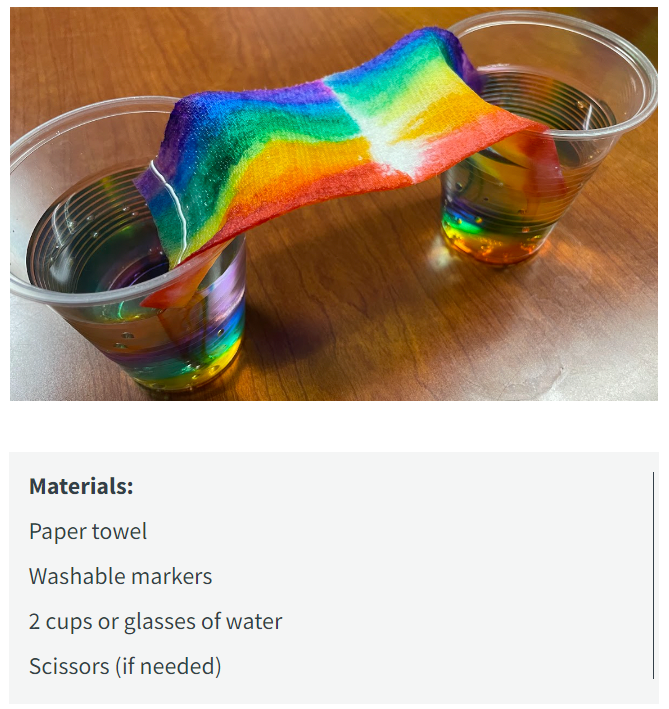 Materials:
Paper towel
Washable markers
2 cups or glasses of water
Scissors (if needed)